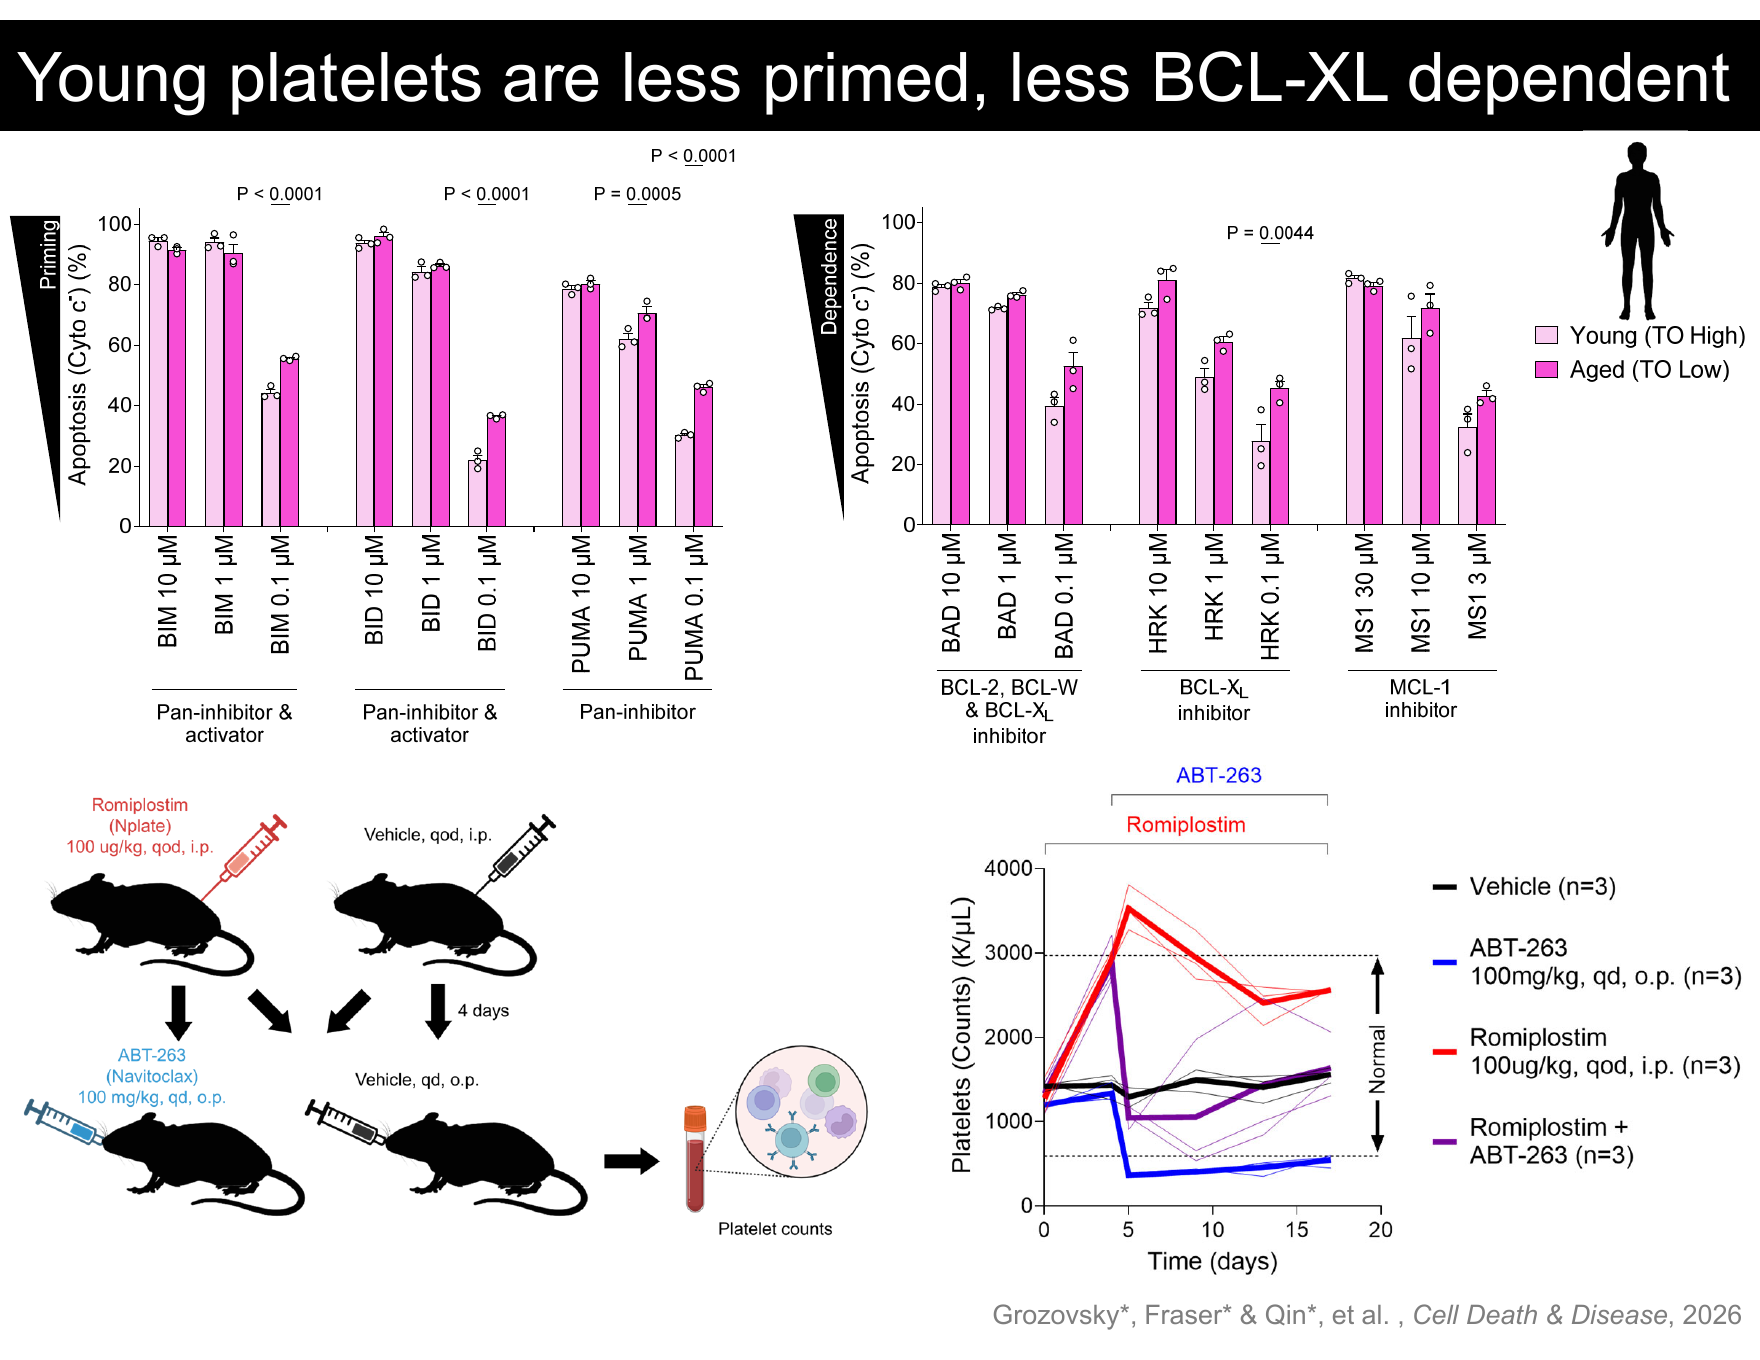 Young platelets are less primed, less BCL-XL dependent
Priming
Apoptosis (Cyto c-) (%)
100
80
60
40
20
0
P < 0.0001
P < 0.0001
P = 0.0005
P < 0.0001
BIM 10 µM
BIM 1 µM
BIM 0.1 µM
BID 10 µM
BID 1 µM
BID 0.1 µM
PUMA 10 µM
PUMA 1 µM
PUMA 0.1 µM
Pan-inhibitor &
activator
Pan-inhibitor &
activator
Pan-inhibitor
Dependence
Apoptosis (Cyto c-) (%)
100
80
60
40
20
0
P = 0.0044
BAD 10 µM
BAD 1 µM
BAD 0.1 µM
HRK 10 µM
HRK 1 µM
HRK 0.1 µM
MS1 30 µM
MS1 10 µM
MS1 3 µM
BCL-2, BCL-W
& BCL-XL
inhibitor
BCL-XL
inhibitor
MCL-1
inhibitor
Young (TO High)
Aged (TO Low)
Romiplostim
(Nplate)
100 ug/kg, qod, i.p.
Vehicle, qod, i.p.
4 days
ABT-263
(Navitoclax)
100 mg/kg, qd, o.p.
Vehicle, qd, o.p.
Platelet counts
ABT-263
Romiplostim
Platelets (Counts) (K/µL)
4000
3000
2000
1000
0
0
5
10
15
20
Time (days)
Normal
Vehicle (n=3)
ABT-263
100mg/kg, qd, o.p. (n=3)
Romiplostim
100ug/kg, qod, i.p. (n=3)
Romiplostim +
ABT-263 (n=3)
Grozovsky*, Fraser* & Qin*, et al. , Cell Death & Disease, 2026